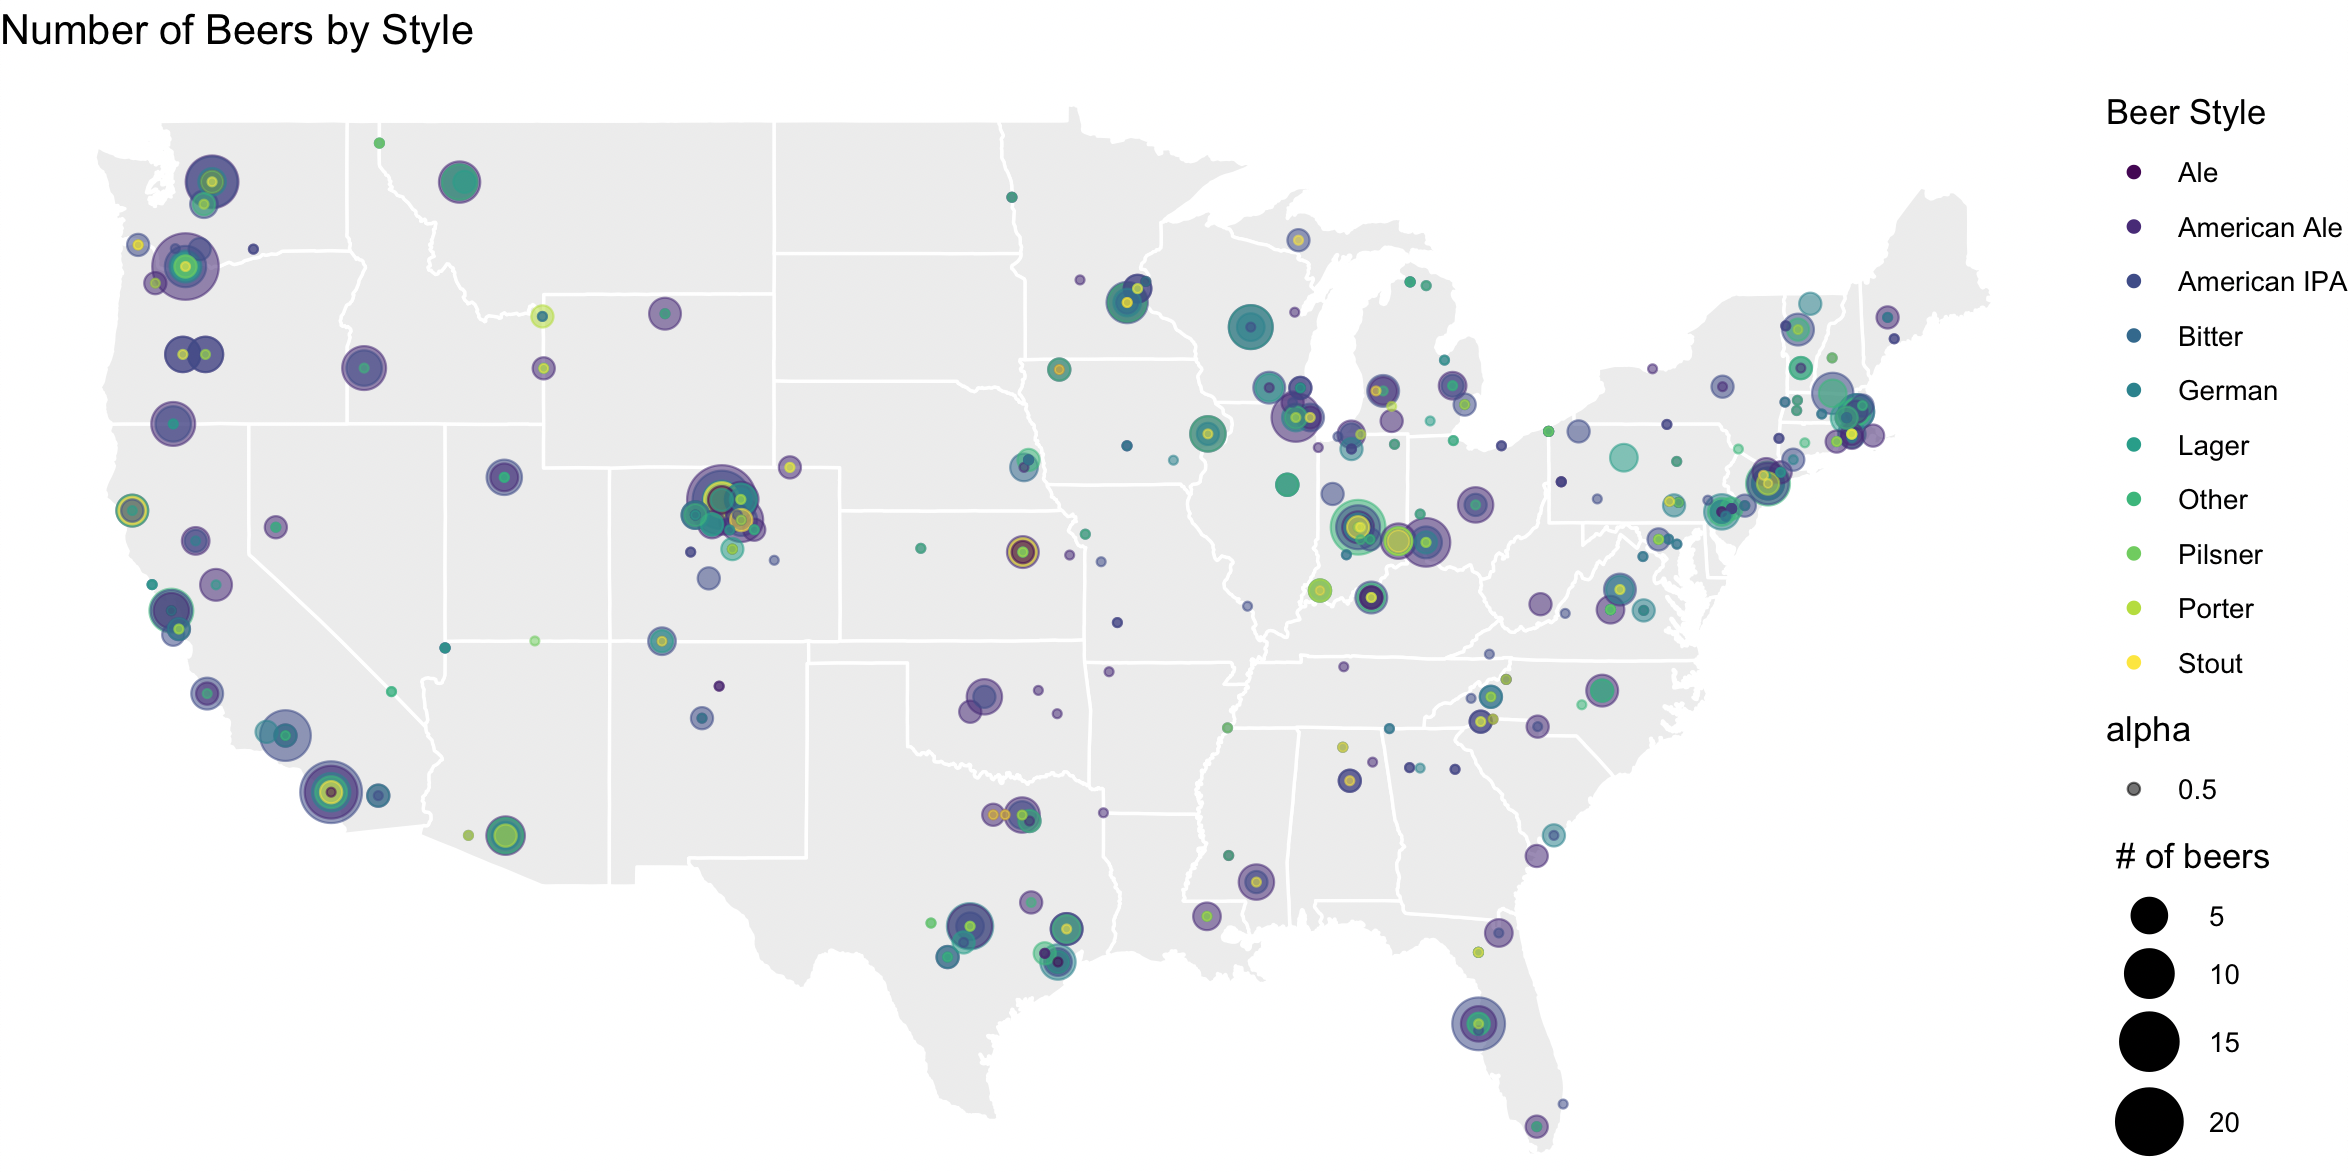 Number of Beers by Style
Beer Style
Ale
American Ale
American IPA
Bitter
German
Lager
Other
Pilsner
Porter
Stout
alpha
0.5
# of beers
5
10
15
20